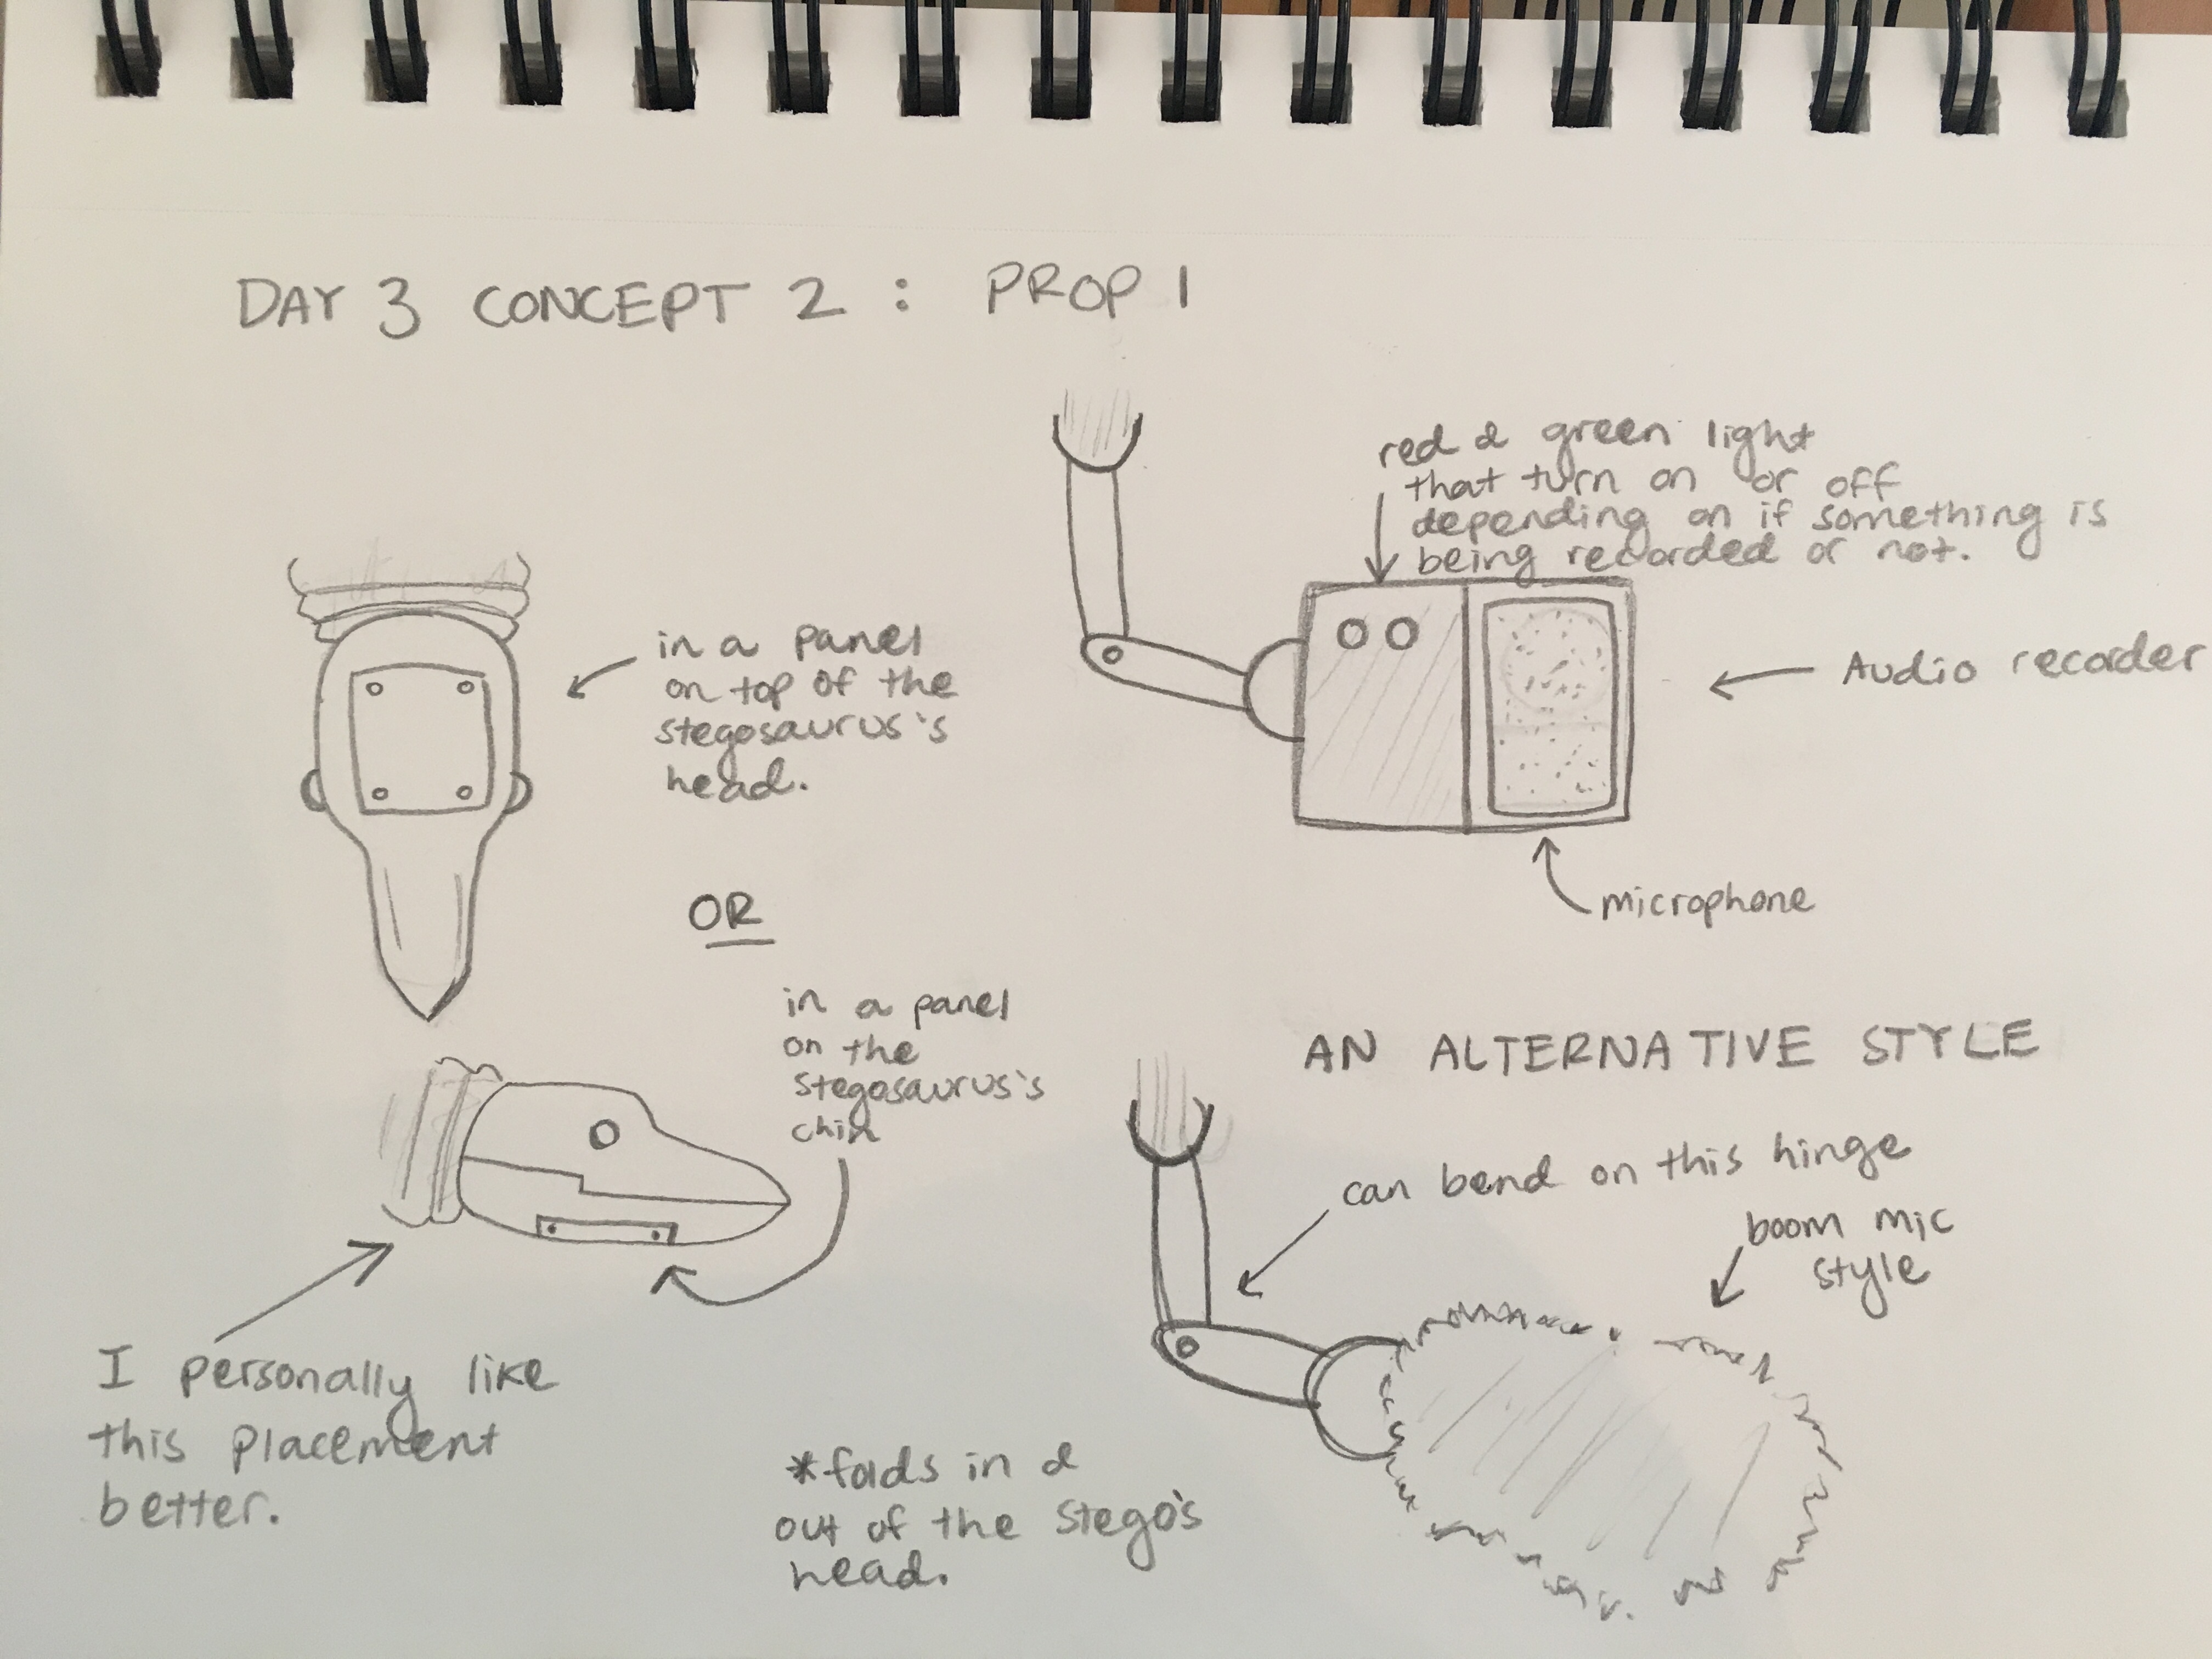 DAY 3 CONCEPT 2 : PROP 1
red & green light
that turn on or off
depending on if something is
being recorded or not.
in a panel
on top of the
stegosaurus's
head.
Audio recorder
microphone
OR
in a panel
on the
stegosaurus's
chin
I personally like
this placement
better.
AN ALTERNATIVE STYLE
can bend on this hinge
boom mic
style
*folds in &
out of the stego's
head.